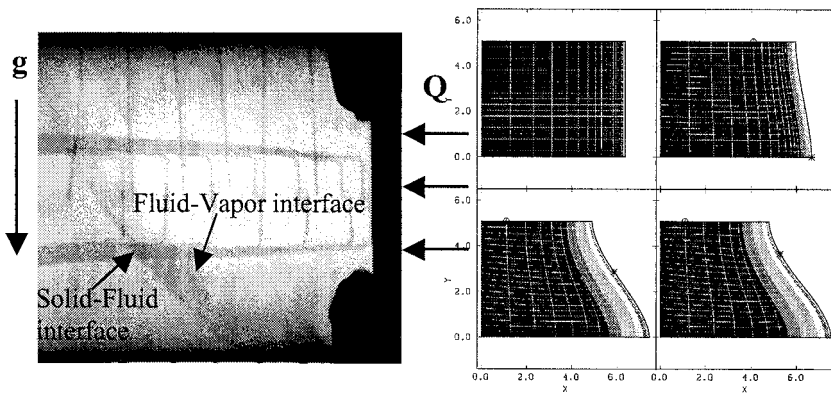 g
Fluid-Vapor interface
Solid-Fluid
interface
Q
6.0
4.0
2.0
0.0
6.0
4.0
Y
2.0
0.0
0.0 2.0 4.0 6.0
X
0.0 2.0 4.0 6.0
X